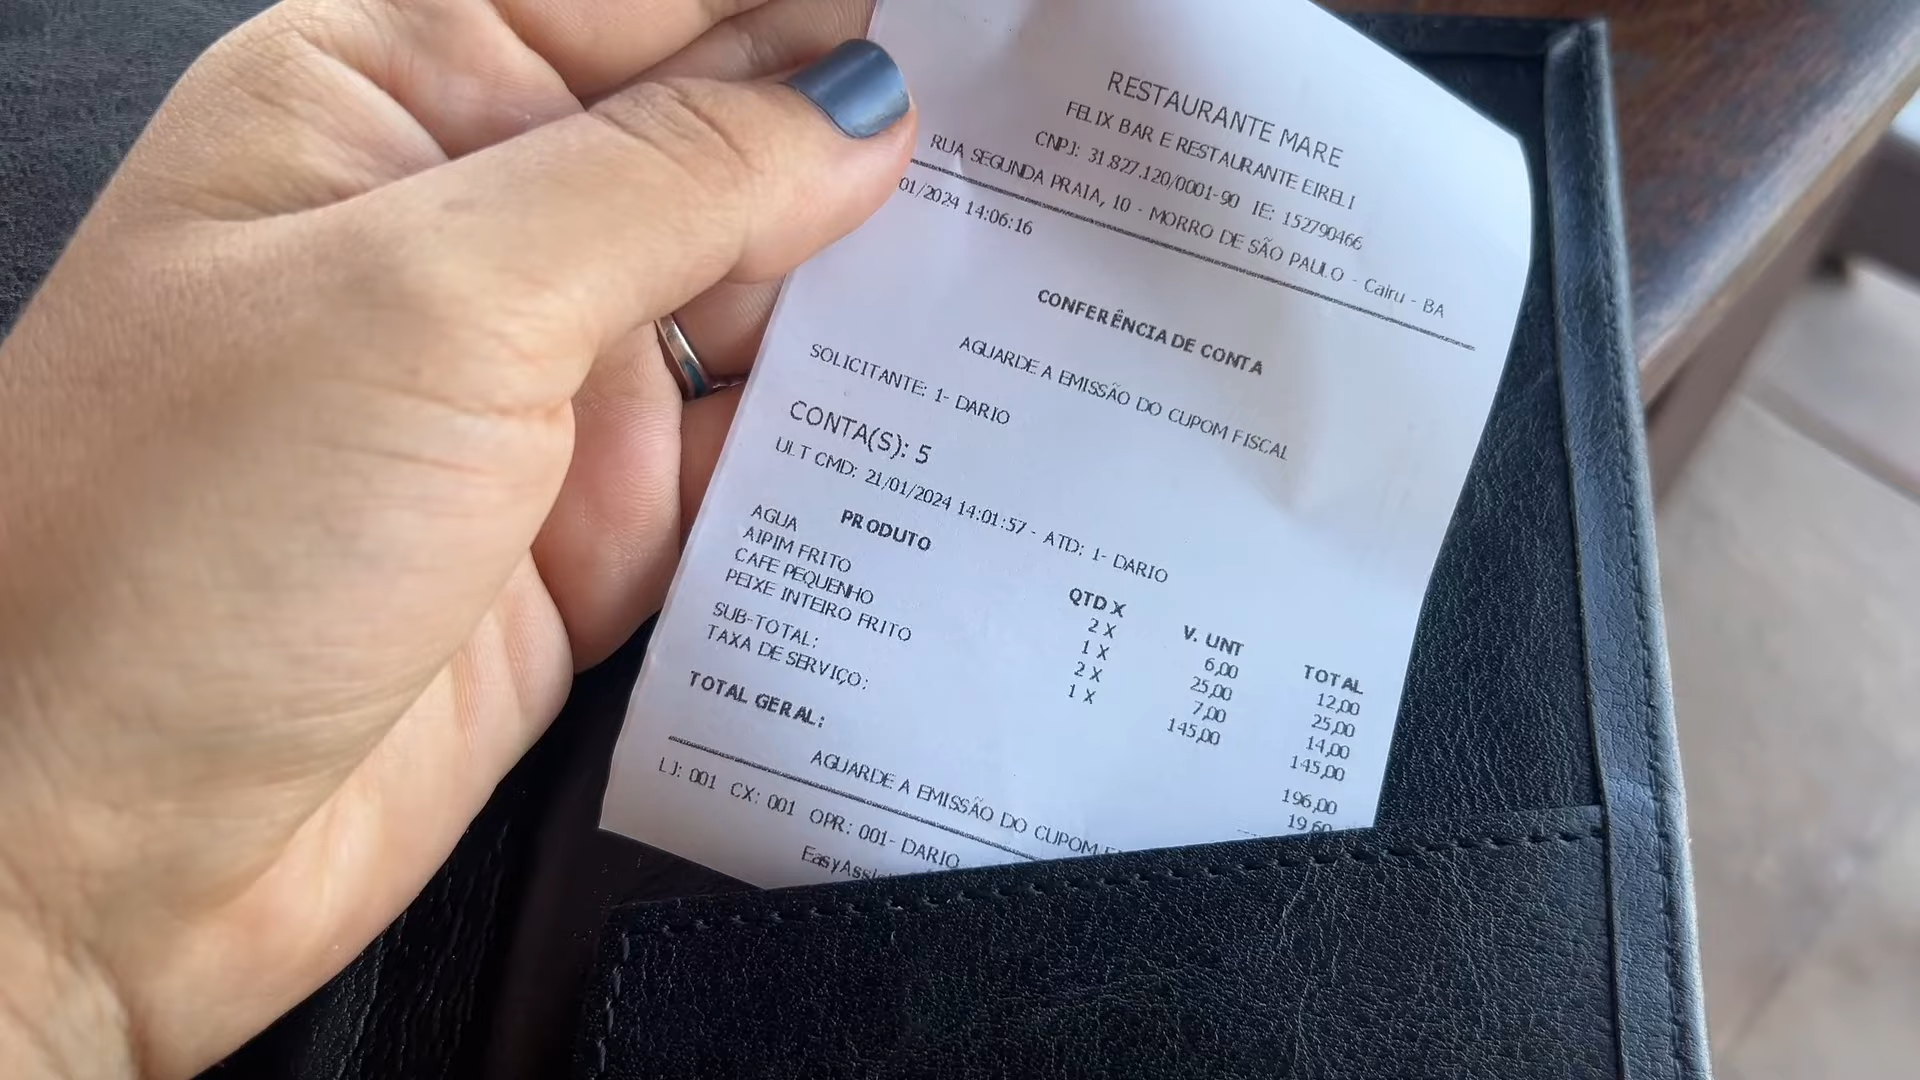 RESTAURANTE MARE
FELIX BAR E RESTAURANTE EIRELI
CNPJ: 31.827.120/0001-90 IE: 152790466
RUA SEGUNDA PRAIA, 10 - MORRO DE SÃO PAULO - Cairu - BA
01/2024 14:06:16
CONFERÊNCIA DE CONTA
AGUARDE A EMISSÃO DO CUPOM FISCAL
SOLICITANTE: 1- DARIO
CONTA(S): 5
ULT CMD: 21/01/2024 14:01:57 - ATD: 1- DARIO
PRODUTO QTD X V. UNT TOTAL
AGUA 2 X 6,00 12,00
AIPIM FRITO 1 X 25,00 25,00
CAFE PEQUENHO 2 X 7,00 14,00
PEIXE INTEIRO FRITO 1 X 145,00 145,00
SUB-TOTAL: 196,00
TAXA DE SERVIÇO: 19,60
TOTAL GERAL:
AGUARDE A EMISSÃO DO CUPOM
LJ: 001 CX: 001 OPR: 001- DARIO